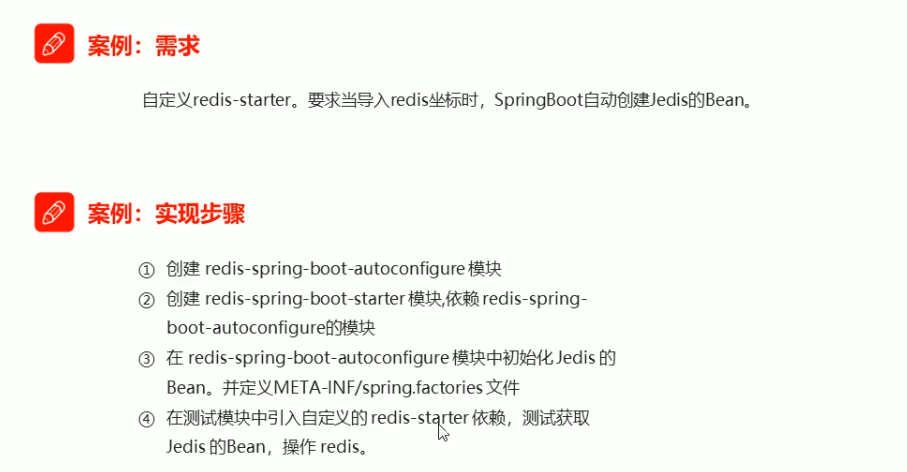 案例：需求
自定义redis-starter。要求当导入redis坐标时，SpringBoot自动创建Jedis的Bean。
案例：实现步骤
① 创建 redis-spring-boot-autoconfigure 模块
② 创建 redis-spring-boot-starter 模块,依赖 redis-spring-
boot-autoconfigure的模块
③ 在 redis-spring-boot-autoconfigure 模块中初始化 Jedis 的
Bean。并定义META-INF/spring.factories 文件
④ 在测试模块中引入自定义的 redis-starter 依赖，测试获取
Jedis 的Bean，操作 redis。